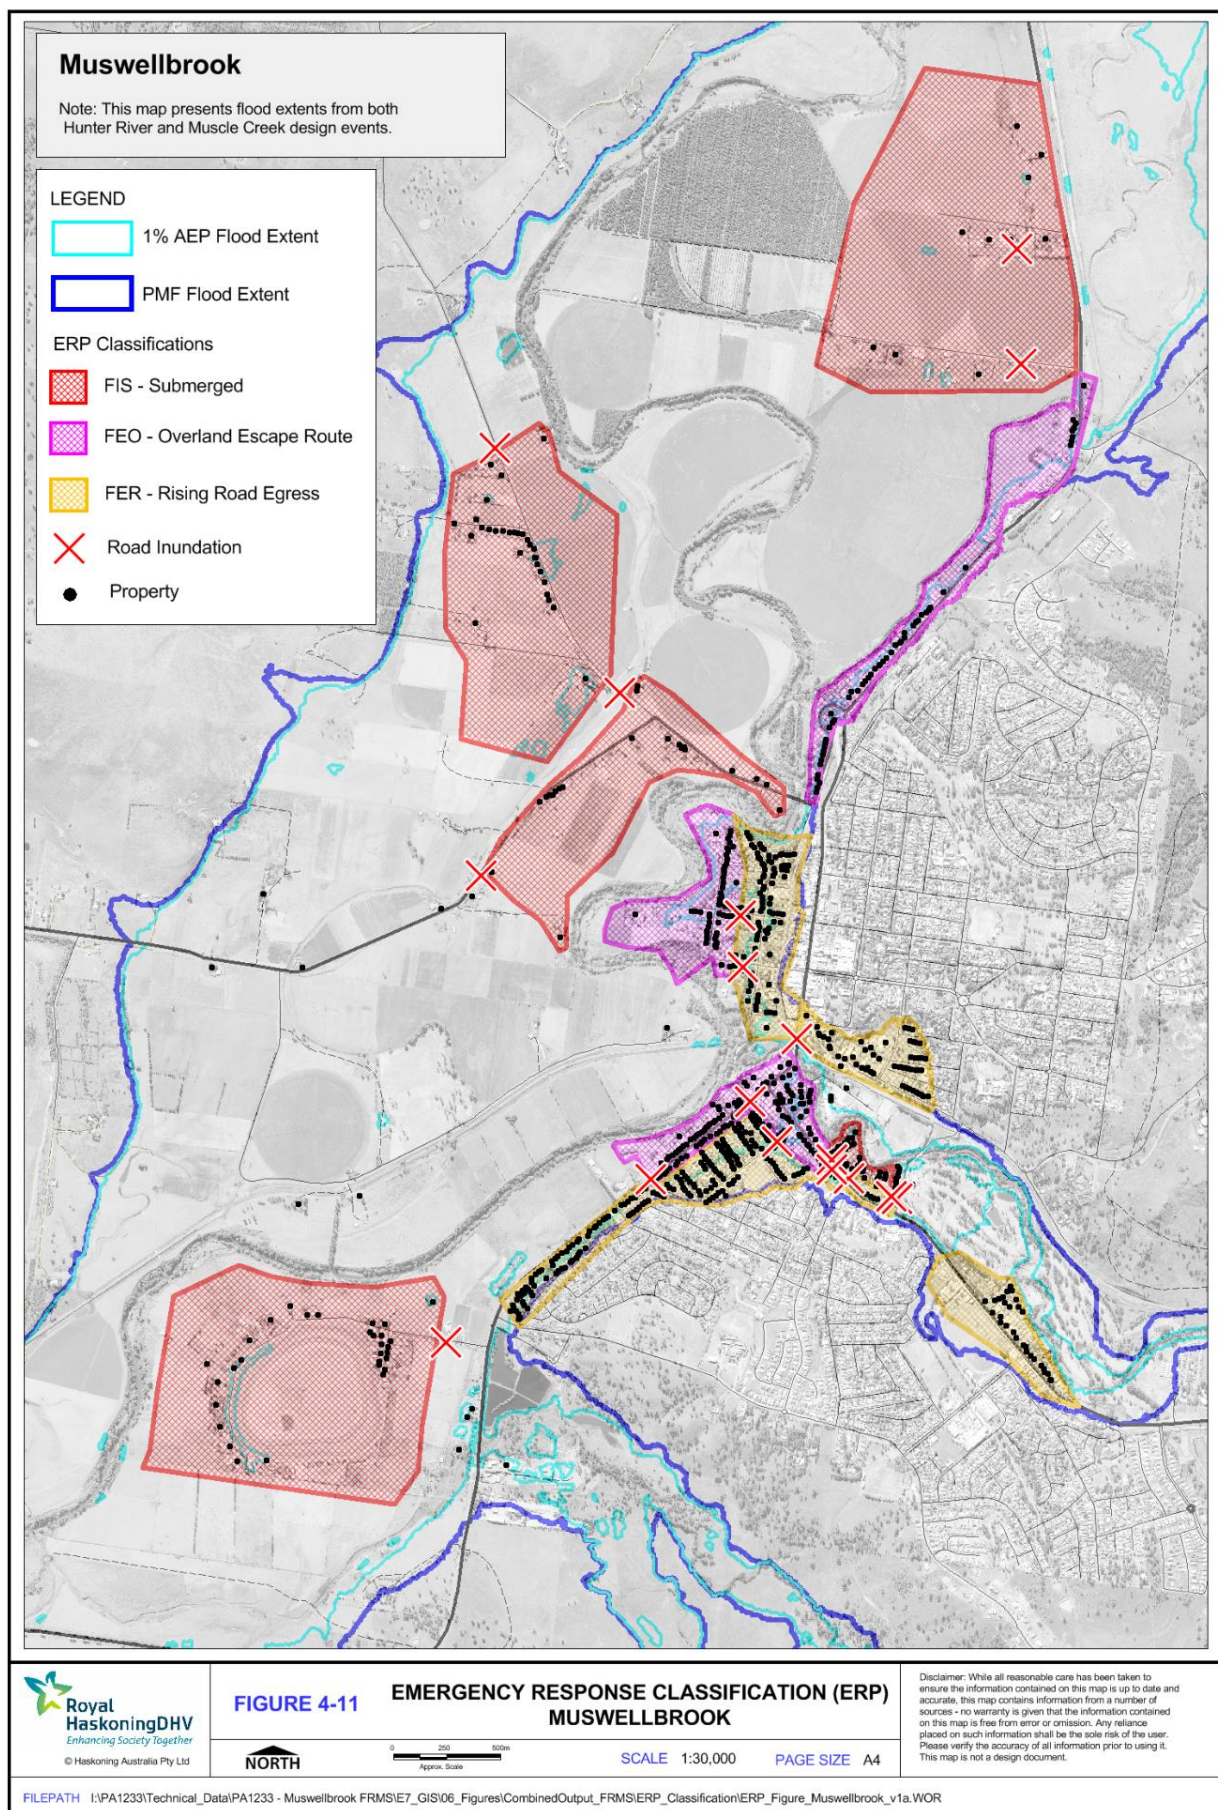 Muswellbrook
Note: This map presents flood extents from both
Hunter River and Muscle Creek design events.
LEGEND
1% AEP Flood Extent
PMF Flood Extent
ERP Classifications
FIS - Submerged
FEO - Overland Escape Route
FER - Rising Road Egress
Road Inundation
Property
Royal
HaskoningDHV
Enhancing Society Together
© Haskoning Australia Pty Ltd
FIGURE 4-11
EMERGENCY RESPONSE CLASSIFICATION (ERP)
MUSWELLBROOK
NORTH
0 250 500m
Approx. Scale
SCALE 1:30,000 PAGE SIZE A4
Disclaimer: While all reasonable care has been taken to
ensure the information contained on this map is up to date and
accurate, this map contains information from a number of
sources - no warranty is given that the information contained
on this map is free from error or omission. Any reliance
placed on such information shall be the sole risk of the user.
Please verify the accuracy of all information prior to using it.
This map is not a design document.
FILEPATH I:\PA1233\Technical_Data\PA1233 - Muswellbrook FRMS\E7_GIS\06_Figures\CombinedOutput_FRMS\ERP_Classification\ERP_Figure_Muswellbrook_v1a.WOR